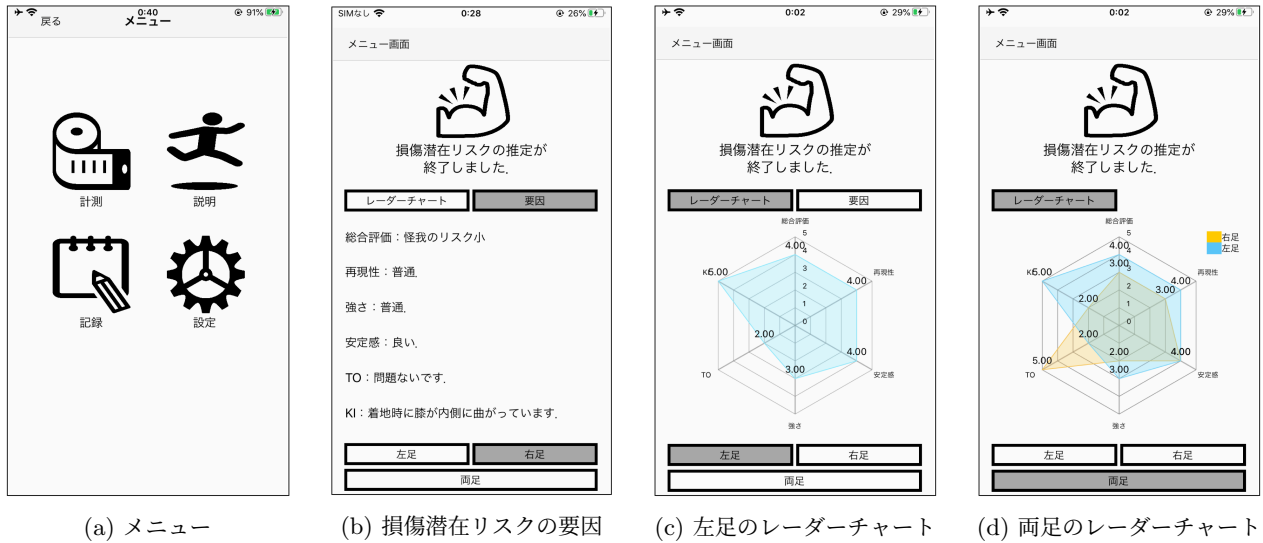 0:40
91%
戻る
メニュー
計測
説明
記録
設定
(a) メニュー
SIMなし
0:28
26%
メニュー画面
損傷潜在リスクの推定が
終了しました.
レーダーチャート
要因
総合評価：怪我のリスク小
再現性：普通.
強さ：普通.
安定感：良い.
TO：問題ないです.
KI：着地時に膝が内側に曲がっています.
左足
右足
両足
(b) 損傷潜在リスクの要因
0:02
29%
メニュー画面
損傷潜在リスクの推定が
終了しました.
レーダーチャート
要因
総合評価
5
4.00
4
3
2
1
0
KI
5.00
再現性
4.00
2.00
4.00
TO
3.00
安定感
強さ
左足
右足
両足
(c) 左足のレーダーチャート
0:02
29%
メニュー画面
損傷潜在リスクの推定が
終了しました.
レーダーチャート
総合評価
右足
左足
5
4.00
4
3.00
3
2
1
0
KI
5.00
再現性
4.00
3.00
2.00
2.00
2.00
4.00
5.00
TO
3.00
安定感
強さ
左足
右足
両足
(d) 両足のレーダーチャート